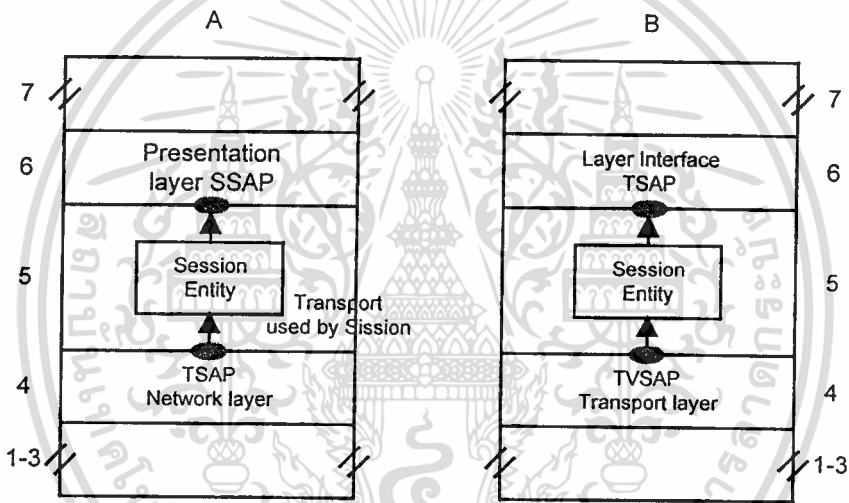 A
7
6
Presentation
layer SSAP
5
Session
Entity
Transport
used by Sission
4
TSAP
Network layer
1-3
B
7
Layer Interface
TSAP
6
Session
Entity
5
TVSAP
Transport layer
4
1-3